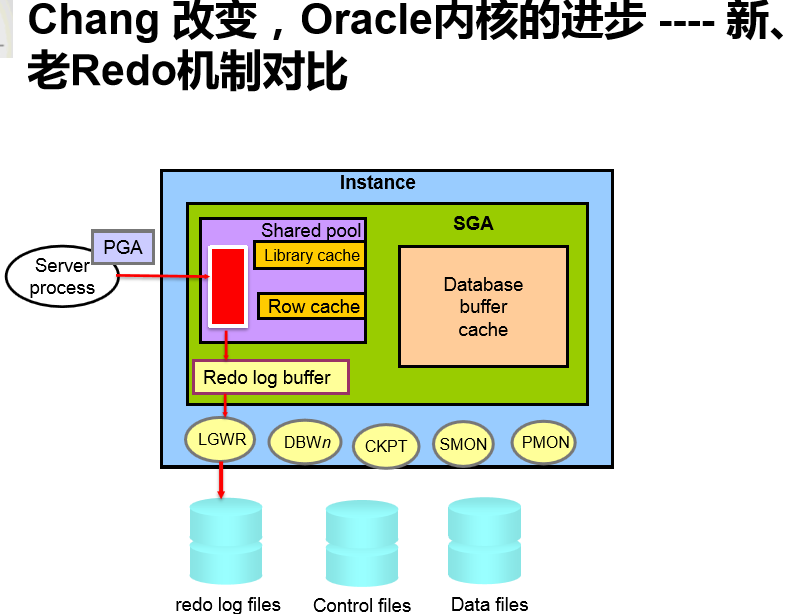 Chang 改变，Oracle内核的进步 ---- 新、
老Redo机制对比
Instance
SGA
Shared pool
Library cache
Row cache
PGA
Server
process
Database
buffer
cache
Redo log buffer
LGWR
DBWn
CKPT
SMON
PMON
redo log files
Control files
Data files